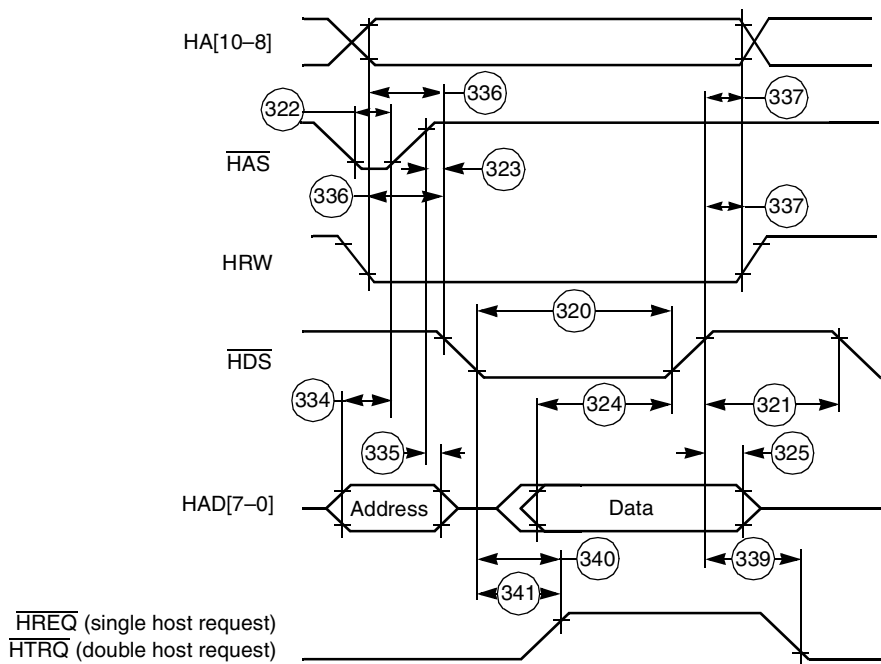 HA[10–8]
336
337
322
HAS
323
336
337
HRW
320
HDS
334
324
321
335
325
HAD[7–0]
Address
Data
340
339
341
HREQ (single host request)
HTRQ (double host request)